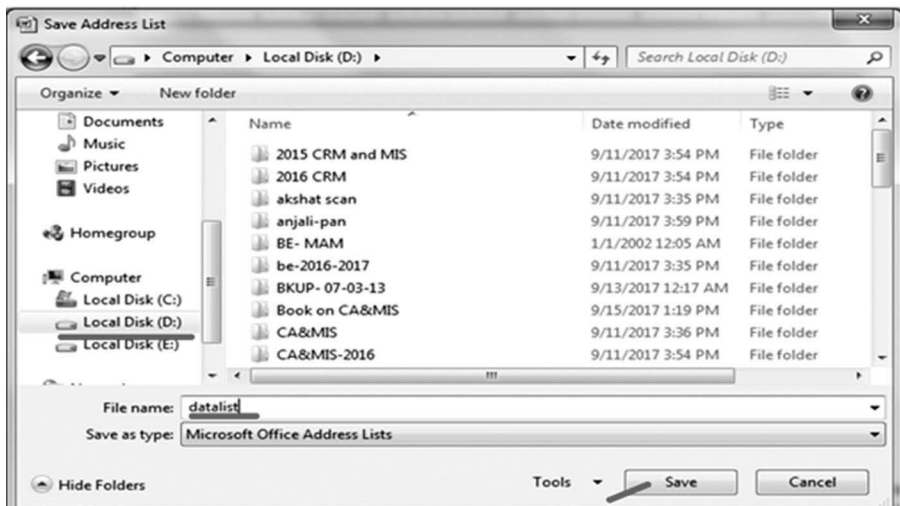 Save Address List
Computer Local Disk (D:) Search Local Disk (D:)
Organize New folder
Documents
Music
Pictures
Videos
Homegroup
Computer
Local Disk (C:)
Local Disk (D:)
Local Disk (E:)
Name Date modified Type
2015 CRM and MIS 9/11/2017 3:54 PM File folder
2016 CRM 9/11/2017 3:54 PM File folder
akshat scan 9/11/2017 3:35 PM File folder
anjali-pan 9/11/2017 3:59 PM File folder
BE- MAM 1/1/2002 12:05 AM File folder
be-2016-2017 9/11/2017 3:35 PM File folder
BKUP- 07-03-13 9/13/2017 12:17 AM File folder
Book on CA&MIS 9/15/2017 1:19 PM File folder
CA&MIS 9/11/2017 3:36 PM File folder
CA&MIS-2016 9/11/2017 3:54 PM File folder
File name: datalist
Save as type: Microsoft Office Address Lists
Hide Folders Tools Save Cancel